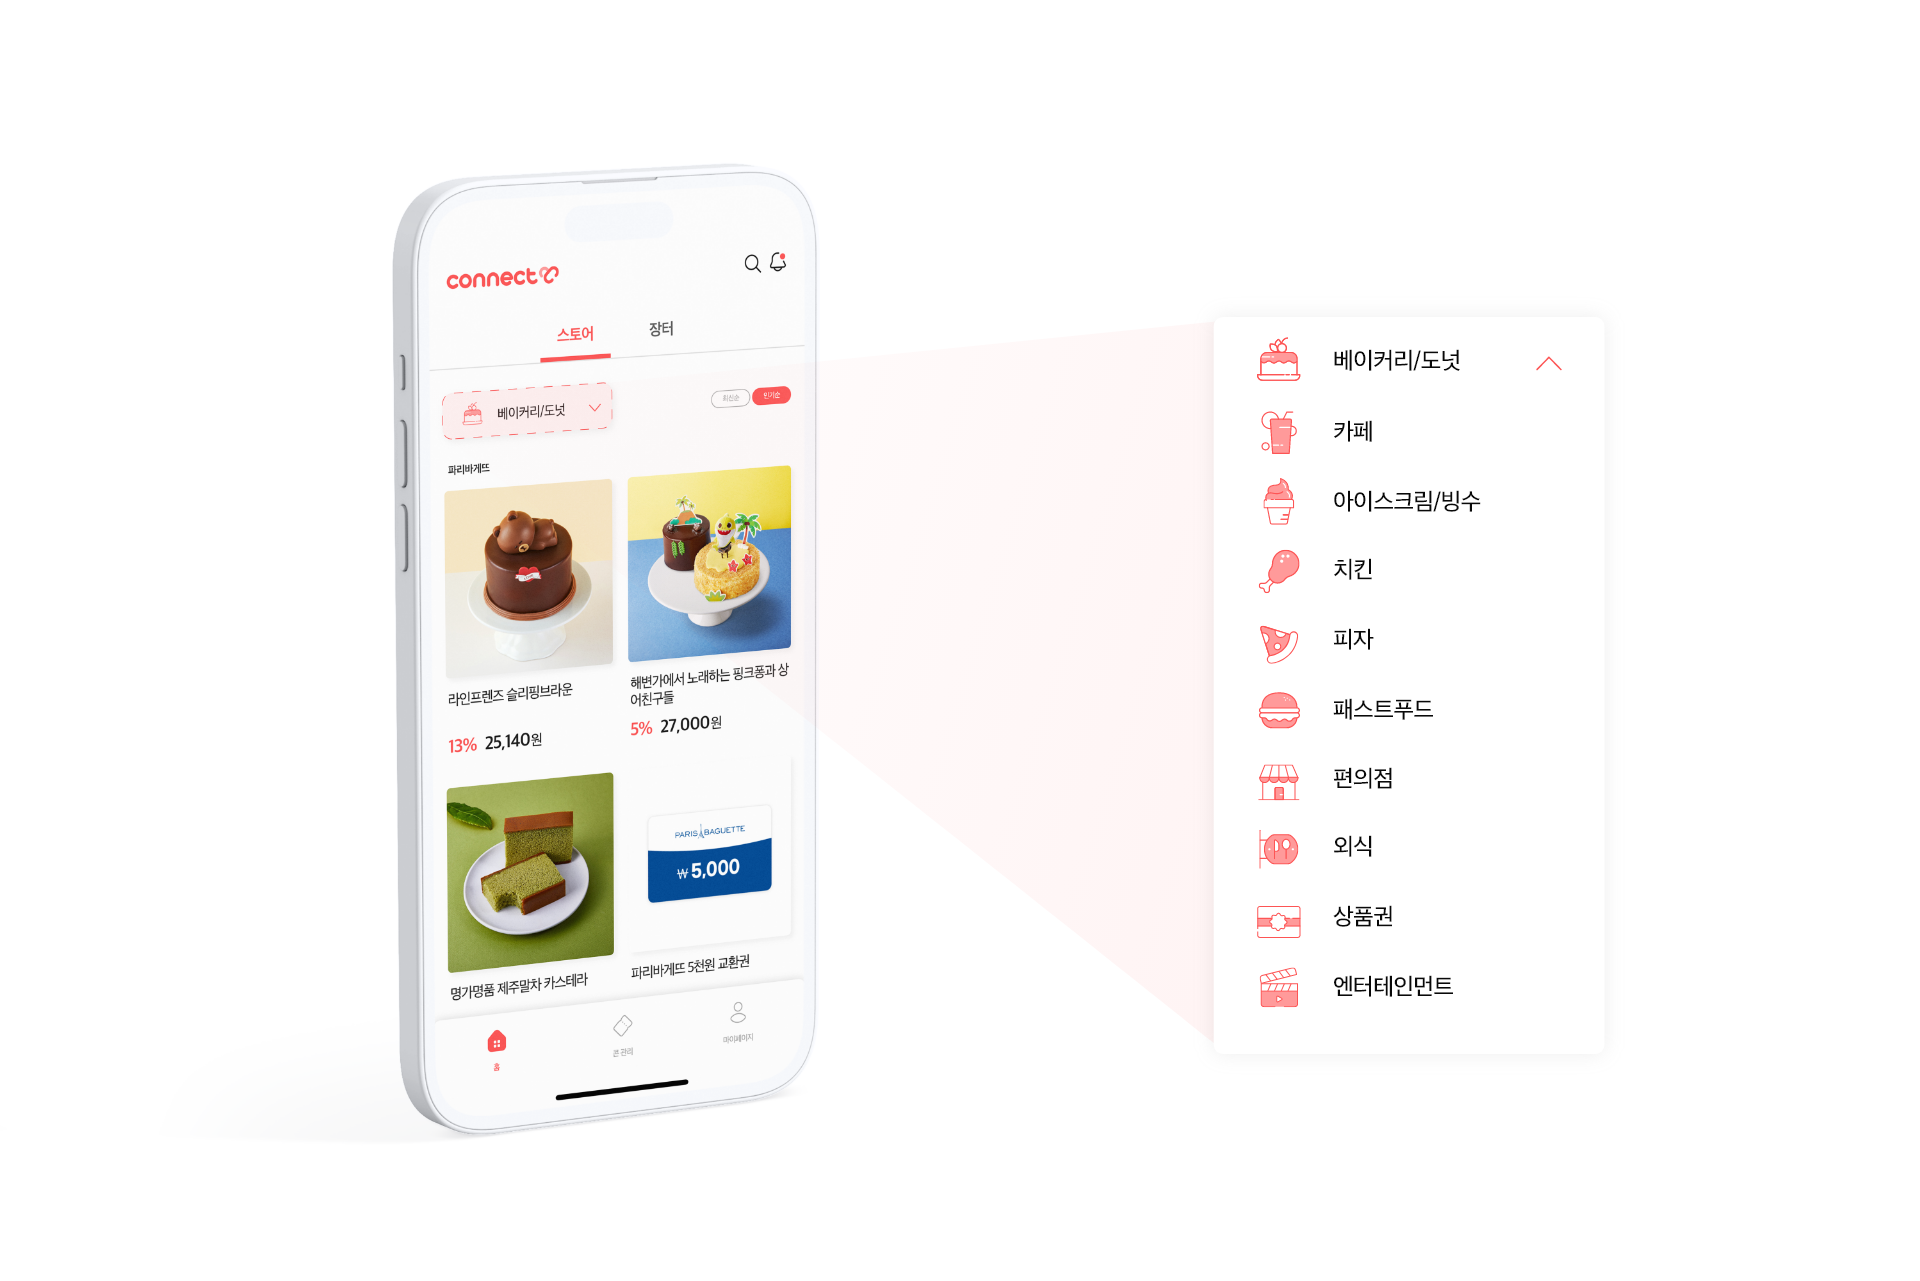 connect
스토어
장터
베이커리/도넛
최신순
인기순
파리바게뜨
라인프렌즈 슬리핑브라운
13% 25,140원
해변가에서 노래하는 핑크퐁과 상
어친구들
5% 27,000원
PARIS BAGUETTE
₩5,000
명가명품 제주말차 카스테라
파리바게뜨 5천원 교환권
홈
콘 관리
마이페이지
베이커리/도넛
카페
아이스크림/빙수
치킨
피자
패스트푸드
편의점
외식
상품권
엔터테인먼트